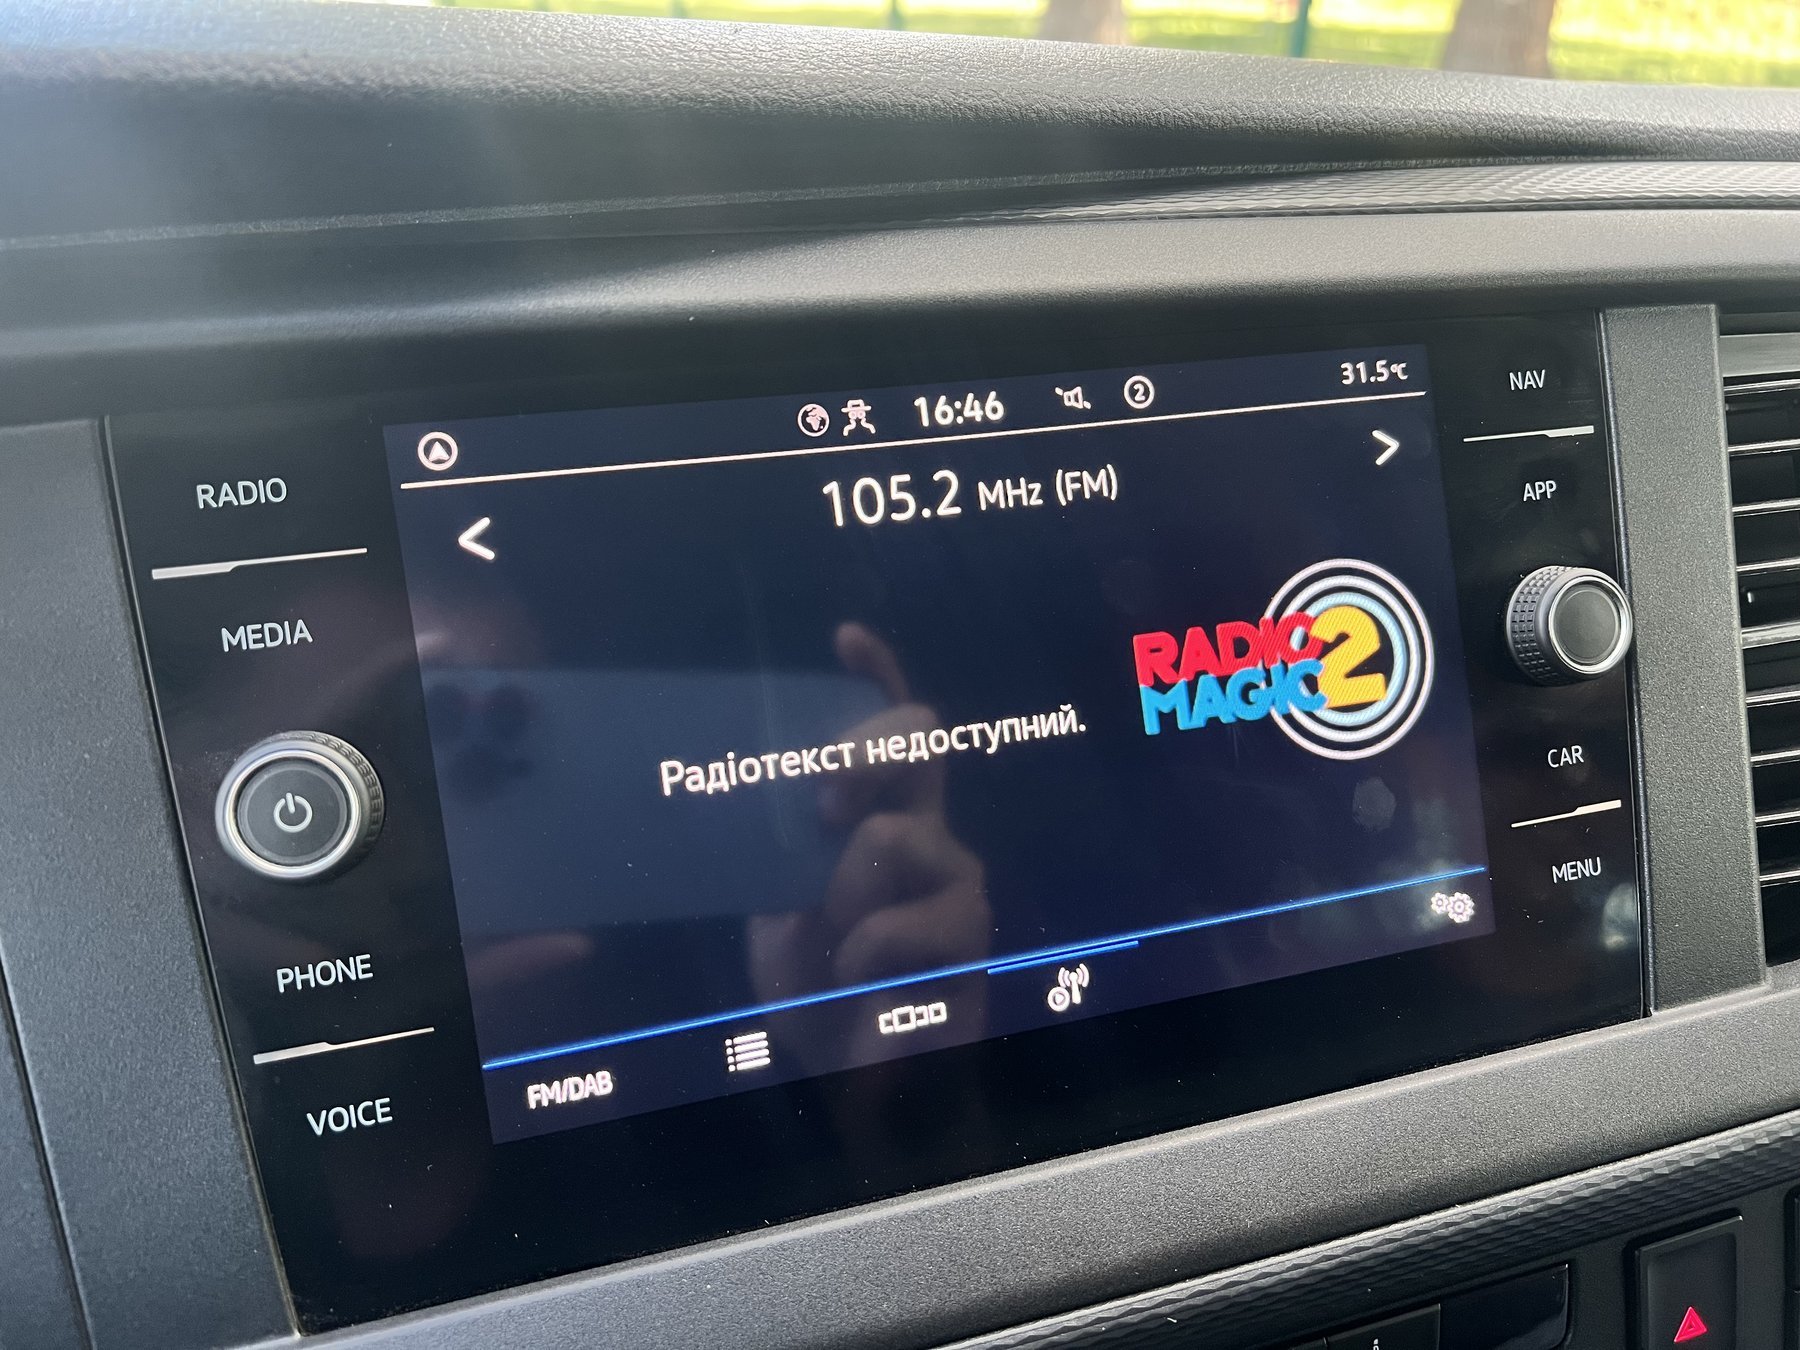 16:46
2
31.5°C
105.2 MHz (FM)
RADIO
MAGIC 2
Радіотекст недоступний.
FM/DAB
RADIO
MEDIA
PHONE
VOICE
NAV
APP
CAR
MENU